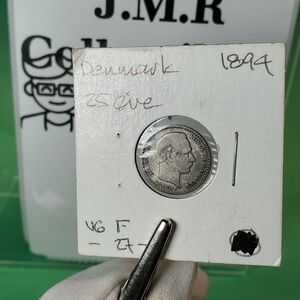 J.M.R
Denmark 1894
25 Øre
VG F
- 27 -